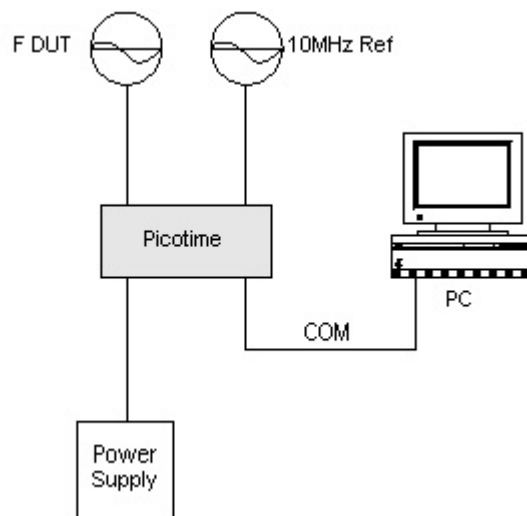 F DUT
10MHz Ref
Picotime
PC
COM
Power
Supply